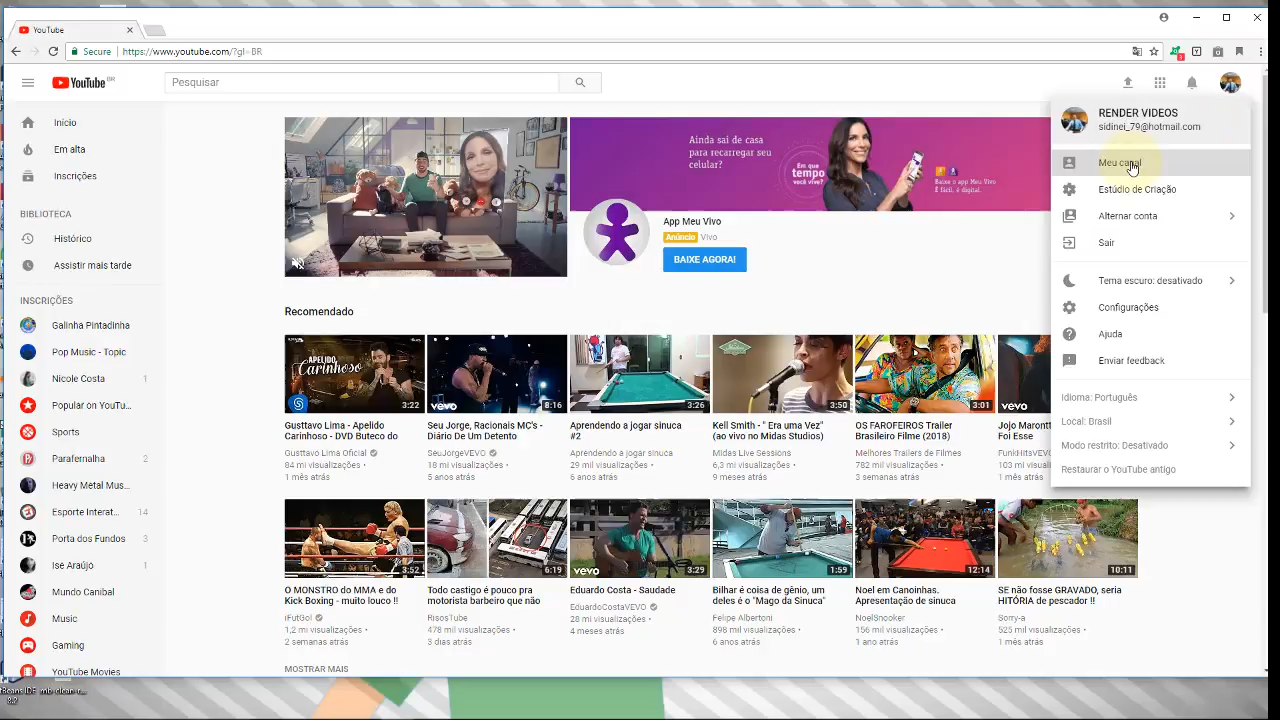 YouTube
Secure
https://www.youtube.com/?gl=BR
YouTube BR
Pesquisar
Início
Em alta
Inscrições
BIBLIOTECA
Histórico
Assistir mais tarde
INSCRIÇÕES
Galinha Pintadinha
Pop Music - Topic
Nicole Costa 1
Popular on YouTu...
Sports
Parafernalha 2
Heavy Metal Mus...
Esporte Interat... 14
Porta dos Fundos 3
Ise Araújo 1
Mundo Canibal
Music
Gaming
YouTube Movies
Ainda sai de casa
para recarregar seu
celular?
Em que
tempo
você vive?
Baixe o app Meu Vivo
É fácil, é digital.
App Meu Vivo
Anúncio Vivo
BAIXE AGORA!
Recomendado
APELIDO
CARINHOSO
3:22
vevo
8:16
3:26
3:50
3:01
vevo
Gusttavo Lima - Apelido
Carinhoso - DVD Buteco do
Gusttavo Lima Oficial
84 mi visualizações •
1 mês atrás
Seu Jorge, Racionais MC's -
Diário De Um Detento
SeuJorgeVEVO
18 mi visualizações •
5 anos atrás
Aprendendo a jogar sinuca
#2
Aprendendo a jogar sinuca
29 mil visualizações •
6 anos atrás
Kell Smith - " Era uma Vez"
(ao vivo no Midas Studios)
Midas Live Sessions
6,3 mi visualizações •
9 meses atrás
OS FAROFEIROS Trailer
Brasileiro Filme (2018)
Melhores Trailers de Filmes
782 mil visualizações •
3 semanas atrás
Jojo Maront
Foi Esse
FunkHitsVEVO
103 mi visualizações •
1 mês atrás
3:52
6:19
vevo
3:29
1:59
12:14
10:11
O MONSTRO do MMA e do
Kick Boxing - muito louco !!
iFutGol
1,2 mi visualizações •
2 semanas atrás
Todo castigo é pouco pra
motorista barbeiro que não
RisosTube
478 mil visualizações •
3 dias atrás
Eduardo Costa - Saudade
EduardoCostaVEVO
28 mi visualizações •
4 meses atrás
Bilhar é coisa de gênio, um
deles é o "Mago da Sinuca"
Felipe Albertoni
898 mil visualizações •
6 anos atrás
Noel em Canoinhas.
Apresentação de sinuca
NoelSnooker
156 mil visualizações •
1 ano atrás
SE não fosse GRAVADO, seria
HISTÓRIA de pescador !!
Sorry-a
525 mil visualizações •
1 mês atrás
MOSTRAR MAIS
RENDER VIDEOS
sidinei_79@hotmail.com
Meu canal
Estúdio de Criação
Alternar conta
Sair
Tema escuro: desativado
Configurações
Ajuda
Enviar feedback
Idioma: Português
Local: Brasil
Modo restrito: Desativado
Restaurar o YouTube antigo
8.2